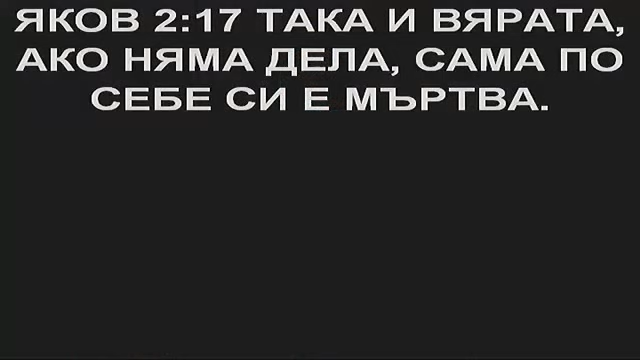 ЯКОВ 2:17 ТАКА И ВЯРАТА,
АКО НЯМА ДЕЛА, САМА ПО
СЕБЕ СИ Е МЪРТВА.